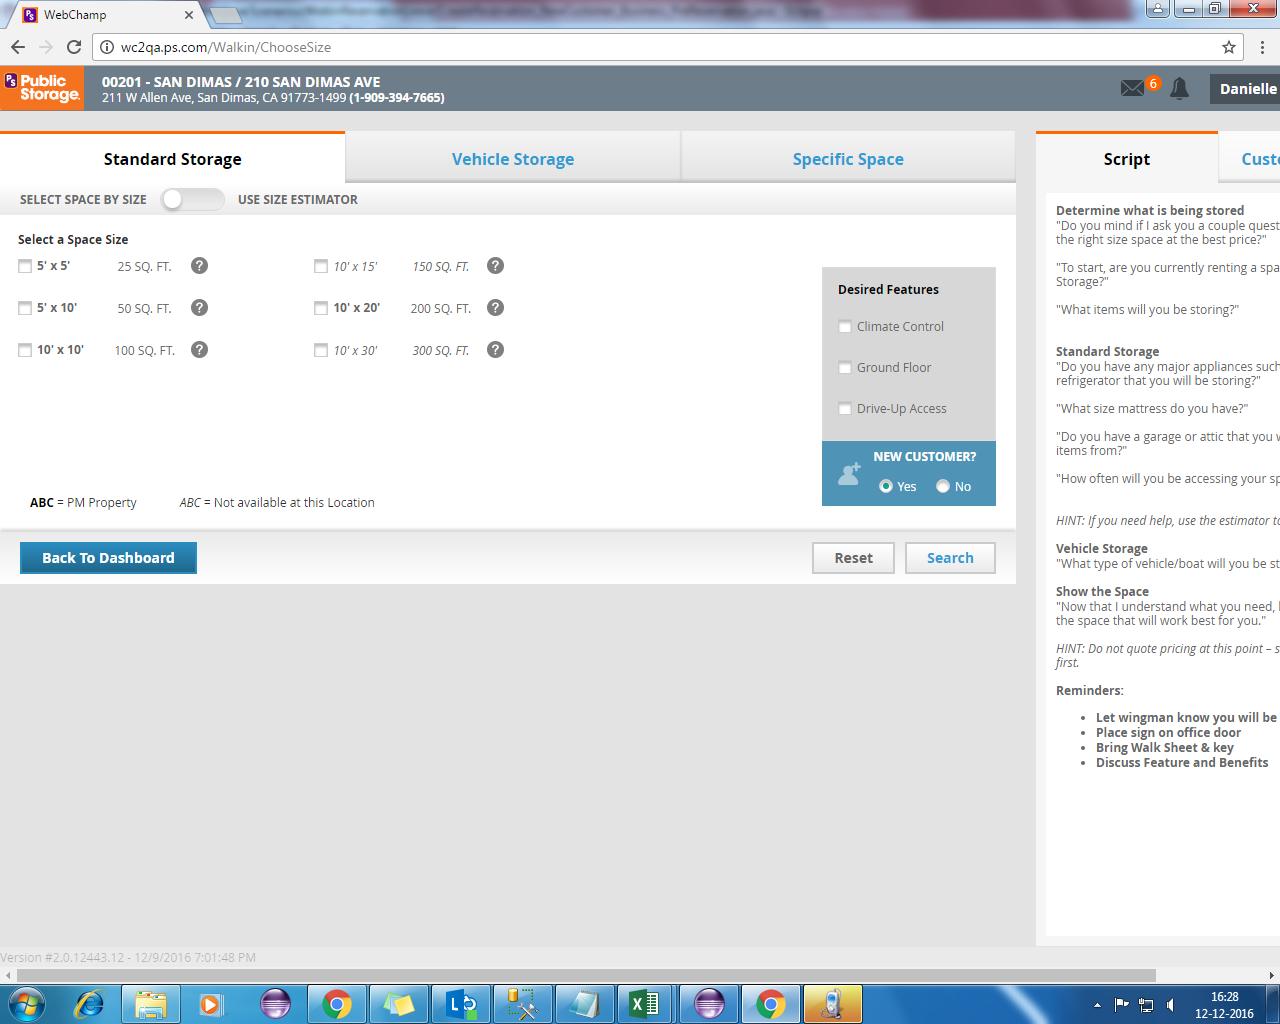 WebChamp
wc2qa.ps.com/Walkin/ChooseSize
PS Public Storage.
00201 - SAN DIMAS / 210 SAN DIMAS AVE
211 W Allen Ave, San Dimas, CA 91773-1499 (1-909-394-7665)
6
Danielle
Standard Storage
Vehicle Storage
Specific Space
SELECT SPACE BY SIZE
USE SIZE ESTIMATOR
Select a Space Size
5' x 5' 25 SQ. FT. ?
10' x 15' 150 SQ. FT. ?
5' x 10' 50 SQ. FT. ?
10' x 20' 200 SQ. FT. ?
10' x 10' 100 SQ. FT. ?
10' x 30' 300 SQ. FT. ?
Desired Features
Climate Control
Ground Floor
Drive-Up Access
NEW CUSTOMER?
Yes No
ABC = PM Property
ABC = Not available at this Location
Back To Dashboard
Reset
Search
Script
Custo
Determine what is being stored
"Do you mind if I ask you a couple quest
the right size space at the best price?"
"To start, are you currently renting a spa
Storage?"
"What items will you be storing?"
Standard Storage
"Do you have any major appliances such
refrigerator that you will be storing?"
"What size mattress do you have?"
"Do you have a garage or attic that you w
items from?"
"How often will you be accessing your sp
HINT: If you need help, use the estimator to
Vehicle Storage
"What type of vehicle/boat will you be st
Show the Space
"Now that I understand what you need, l
the space that will work best for you."
HINT: Do not quote pricing at this point – s
first.
Reminders:
• Let wingman know you will be
• Place sign on office door
• Bring Walk Sheet & key
• Discuss Feature and Benefits
Version #2.0.12443.12 - 12/9/2016 7:01:48 PM
16:28
12-12-2016